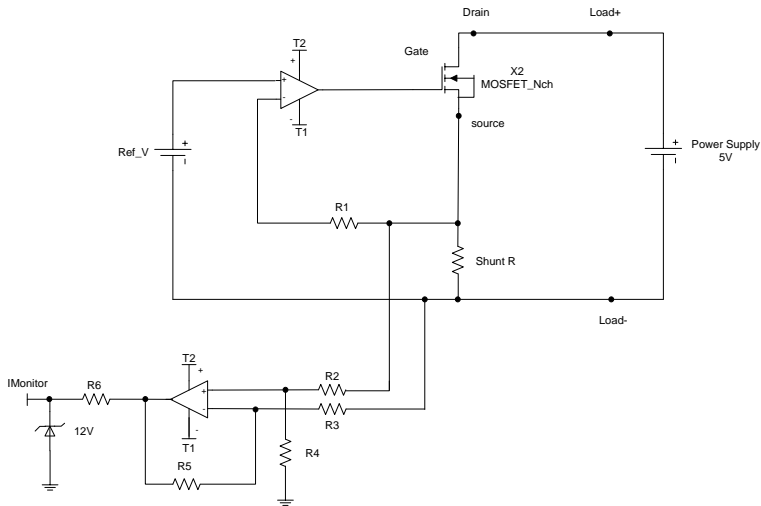 Drain
Load+
T2
Gate
+
X2
MOSFET_Nch
+
-
-
T1
source
+
Ref_V
+
Power Supply
5V
R1
Shunt R
Load-
T2
+
IMonitor
R6
R2
+
-
R3
12V
T1
-
R4
R5